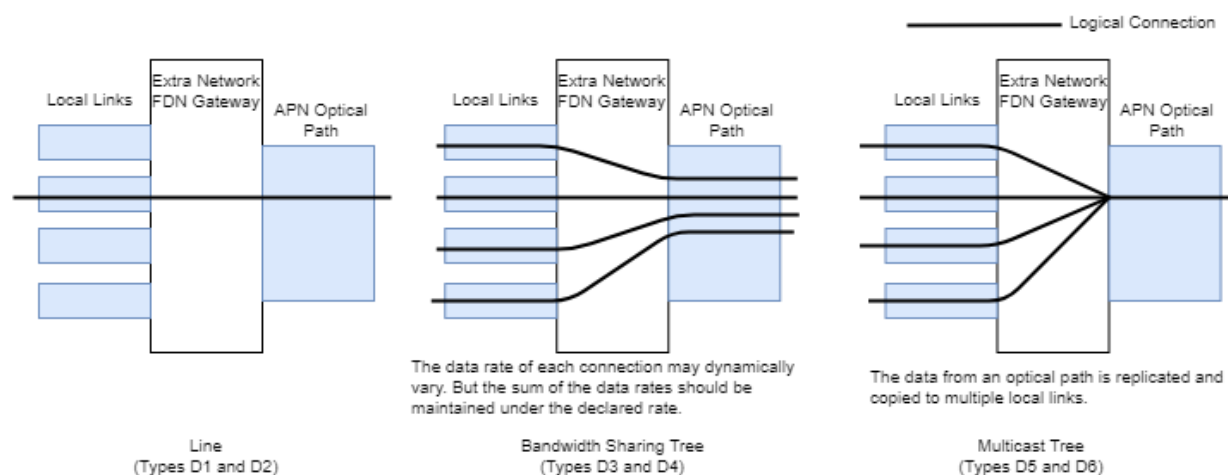 Logical Connection
Extra Network
FDN Gateway
Local Links
APN Optical
Path
Extra Network
FDN Gateway
Local Links
APN Optical
Path
Extra Network
FDN Gateway
Local Links
APN Optical
Path
The data rate of each connection may dynamically
vary. But the sum of the data rates should be
maintained under the declared rate.
The data from an optical path is replicated and
copied to multiple local links.
Line
(Types D1 and D2)
Bandwidth Sharing Tree
(Types D3 and D4)
Multicast Tree
(Types D5 and D6)